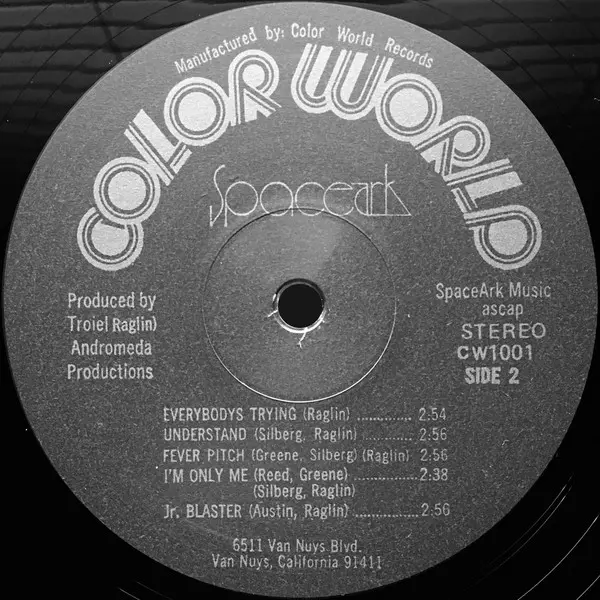 Manufactured by: Color World Records
COLOR WORLD
Spaceark
Produced by
Troiel Raglin)
Andromeda
Productions
SpaceArk Music
ascap
STEREO
CW1001
SIDE 2
EVERYBODYS TRYING (Raglin) .............. 2:54
UNDERSTAND (Silberg, Raglin) ............ 2:56
FEVER PITCH (Greene, Silberg) (Raglin) 2:56
I'M ONLY ME (Reed, Greene) ............... 2:38
(Silberg, Raglin)
Jr. BLASTER (Austin, Raglin) ............... 2:56
6511 Van Nuys Blvd.
Van Nuys, California 91411